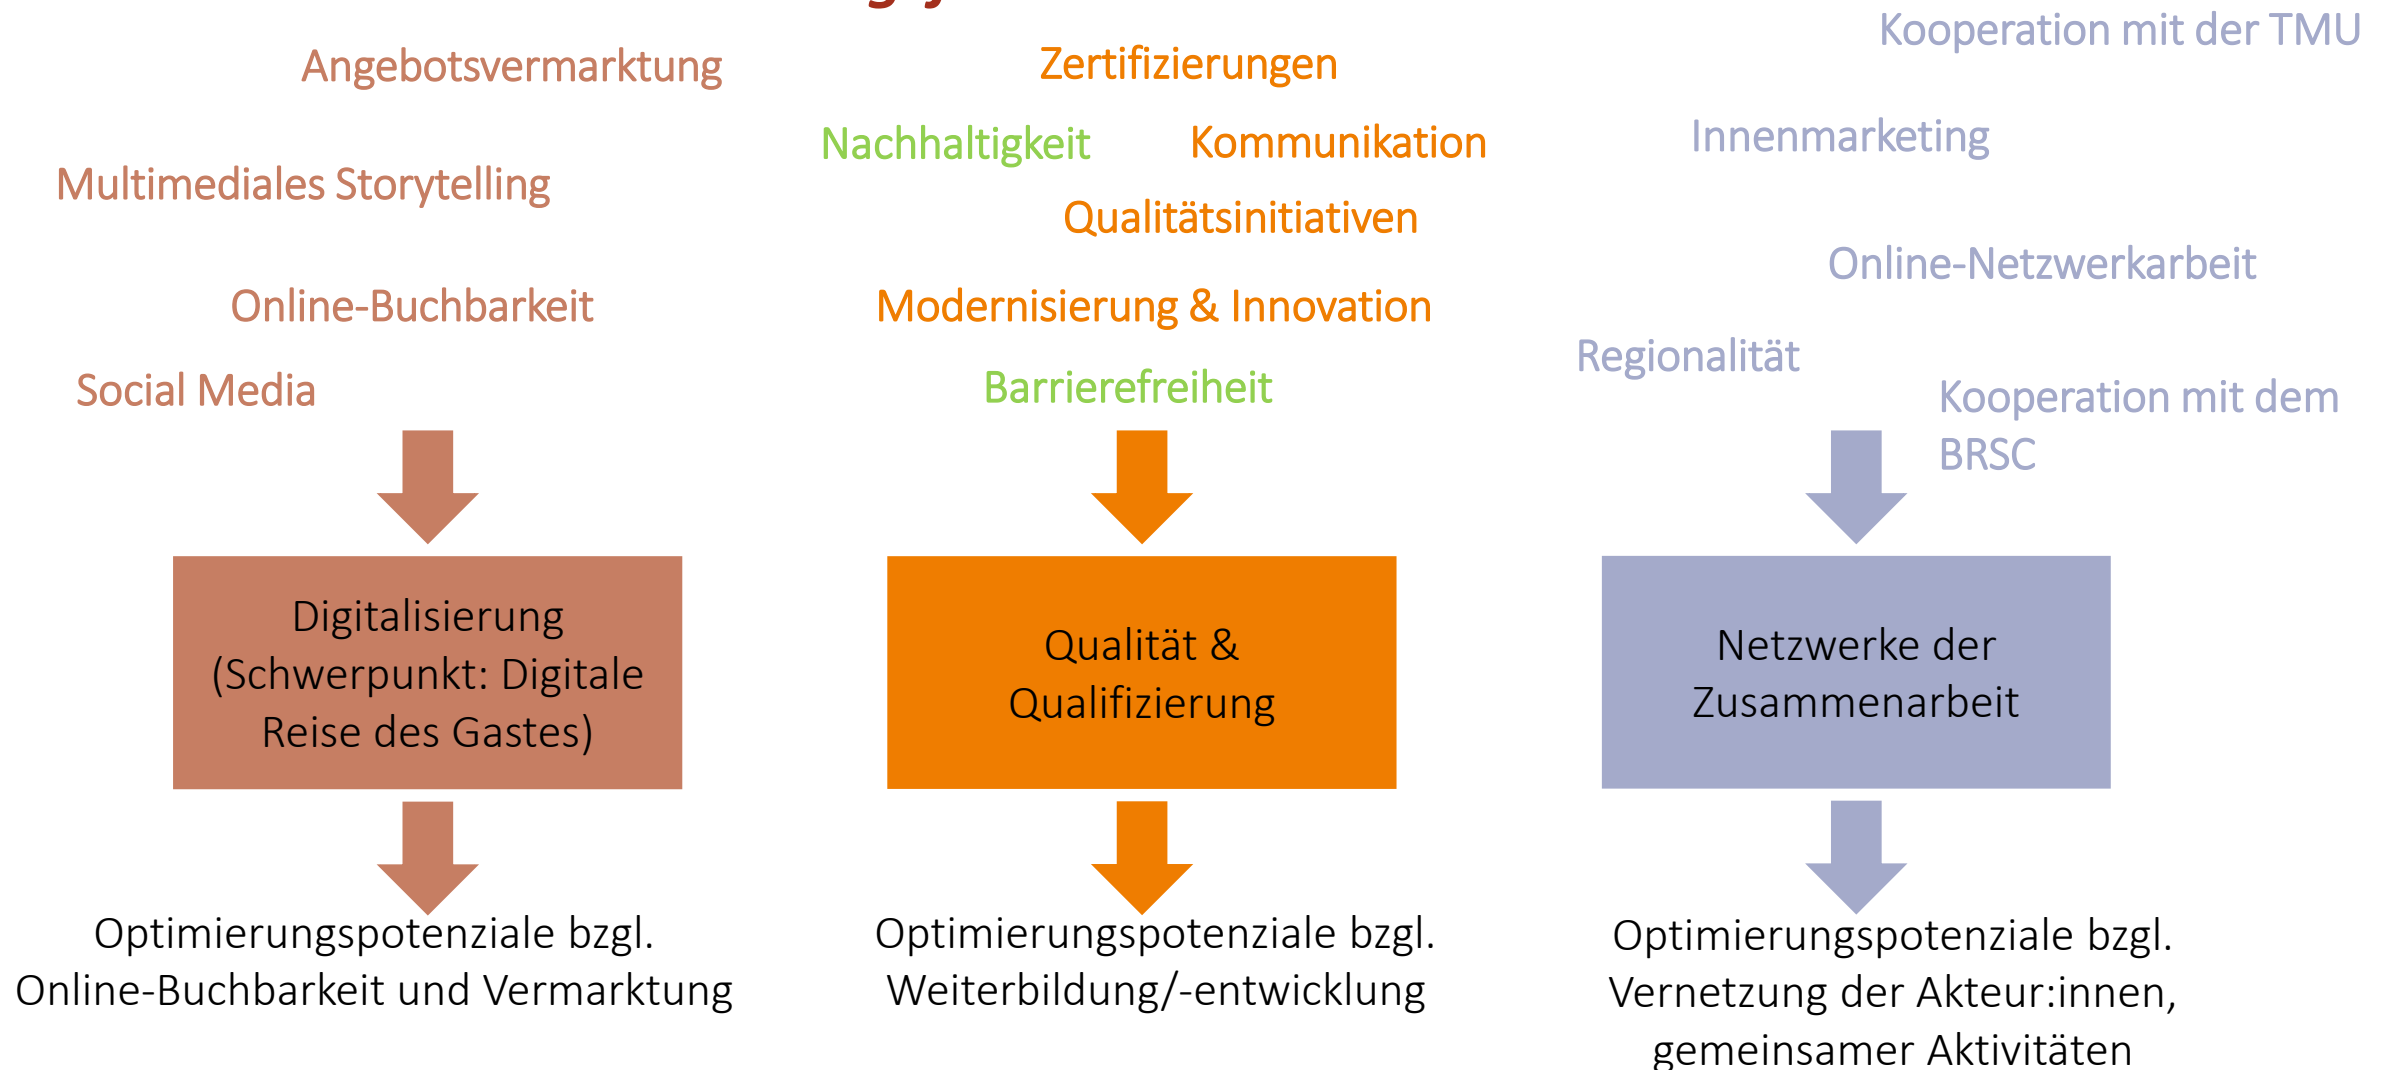 Angebotsvermarktung
Multimediales Storytelling
Online-Buchbarkeit
Social Media
Digitalisierung
(Schwerpunkt: Digitale
Reise des Gastes)
Optimierungspotenziale bzgl.
Online-Buchbarkeit und Vermarktung
Zertifizierungen
Nachhaltigkeit
Kommunikation
Qualitätsinitiativen
Modernisierung & Innovation
Barrierefreiheit
Qualität &
Qualifizierung
Optimierungspotenziale bzgl.
Weiterbildung/-entwicklung
Kooperation mit der TMU
Innenmarketing
Online-Netzwerkarbeit
Regionalität
Kooperation mit dem
BRSC
Netzwerke der
Zusammenarbeit
Optimierungspotenziale bzgl.
Vernetzung der Akteur:innen,
gemeinsamer Aktivitäten